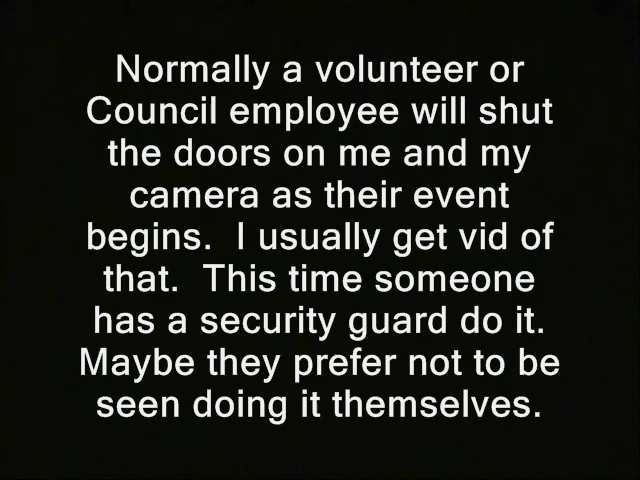 Normally a volunteer or
Council employee will shut
the doors on me and my
camera as their event
begins.  I usually get vid of
that.  This time someone
has a security guard do it.
Maybe they prefer not to be
seen doing it themselves.